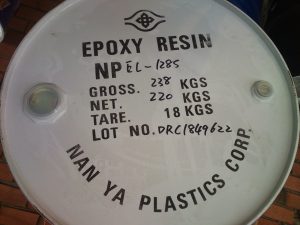 EPOXY RESIN
NP EL-128S
GROSS. 238 KGS
NET. 220 KGS
TARE. 18 KGS
LOT NO. DRC1849622
NAN YA PLASTICS CORP.